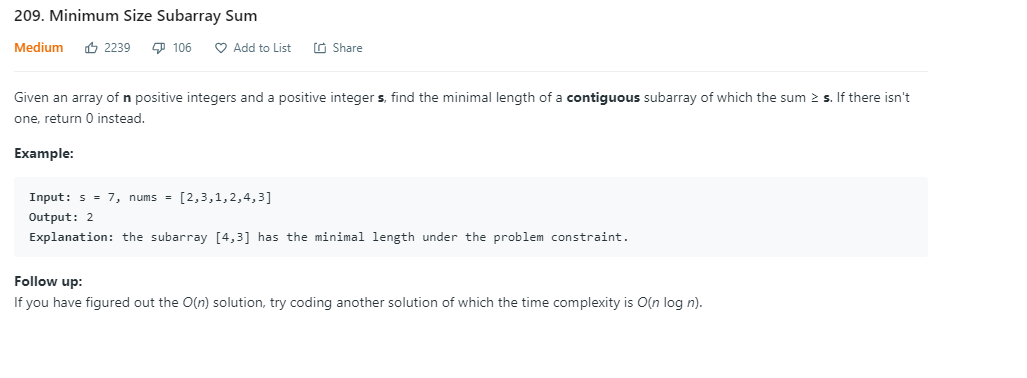 209. Minimum Size Subarray Sum
Medium 2239 106 Add to List Share
Given an array of n positive integers and a positive integer s, find the minimal length of a contiguous subarray of which the sum ≥ s. If there isn't
one, return 0 instead.
Example:
Input: s = 7, nums = [2,3,1,2,4,3]
Output: 2
Explanation: the subarray [4,3] has the minimal length under the problem constraint.
Follow up:
If you have figured out the O(n) solution, try coding another solution of which the time complexity is O(n log n).